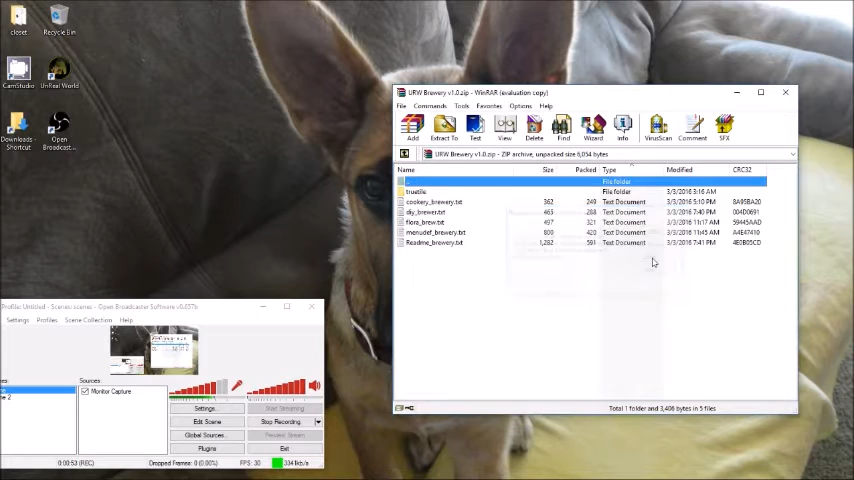 closet
Recycle Bin
CamStudio
UnReal World
Downloads -
Shortcut
Open
Broadcast...
URW Brewery v1.0.zip - WinRAR (evaluation copy)
File Commands Tools Favorites Options Help
Add Extract To Test View Delete Find Wizard Info VirusScan Comment SFX
URW Brewery v1.0.zip - ZIP archive, unpacked size 6,054 bytes
Name Size Packed Type Modified CRC32
.. File folder
truetile File folder 3/3/2016 3:16 AM
cookery_brewery.txt 362 249 Text Document 3/3/2016 5:10 PM 8A95BA20
diy_brewer.txt 465 288 Text Document 3/3/2016 7:40 PM 004D0691
flora_brew.txt 497 321 Text Document 3/3/2016 11:17 AM 59445AAD
menudef_brewery.txt 800 420 Text Document 3/3/2016 11:45 AM A4E47410
Readme_brewery.txt 1,282 591 Text Document 3/3/2016 7:41 PM 4E0B05CD
Total 1 folder and 3,406 bytes in 5 files
Profile: Untitled - Scenes: scenes - Open Broadcaster Software v0.657b
Settings Profiles Scene Collection Help
Sources:
Monitor Capture
Settings...
Start Streaming
Edit Scene
Stop Recording
Global Sources...
Preview Stream
Plugins
Exit
0:00:53 (REC) Dropped Frames: 0 (0.00%) FPS: 30 334kb/s